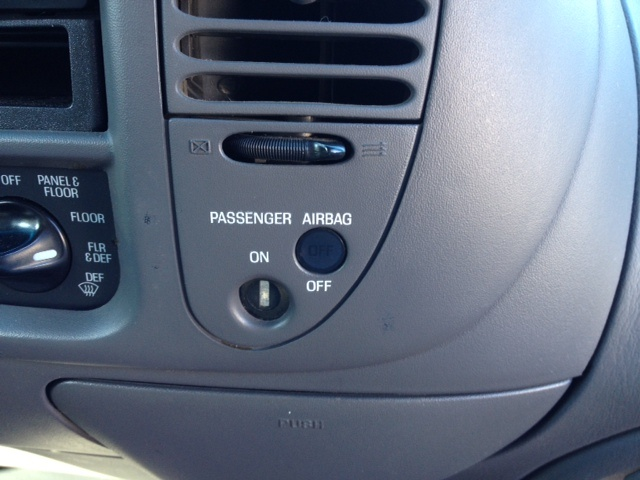 OFF
PANEL &
FLOOR
FLOOR
FLR
& DEF
DEF
PASSENGER AIRBAG
ON
OFF
OFF
PUSH